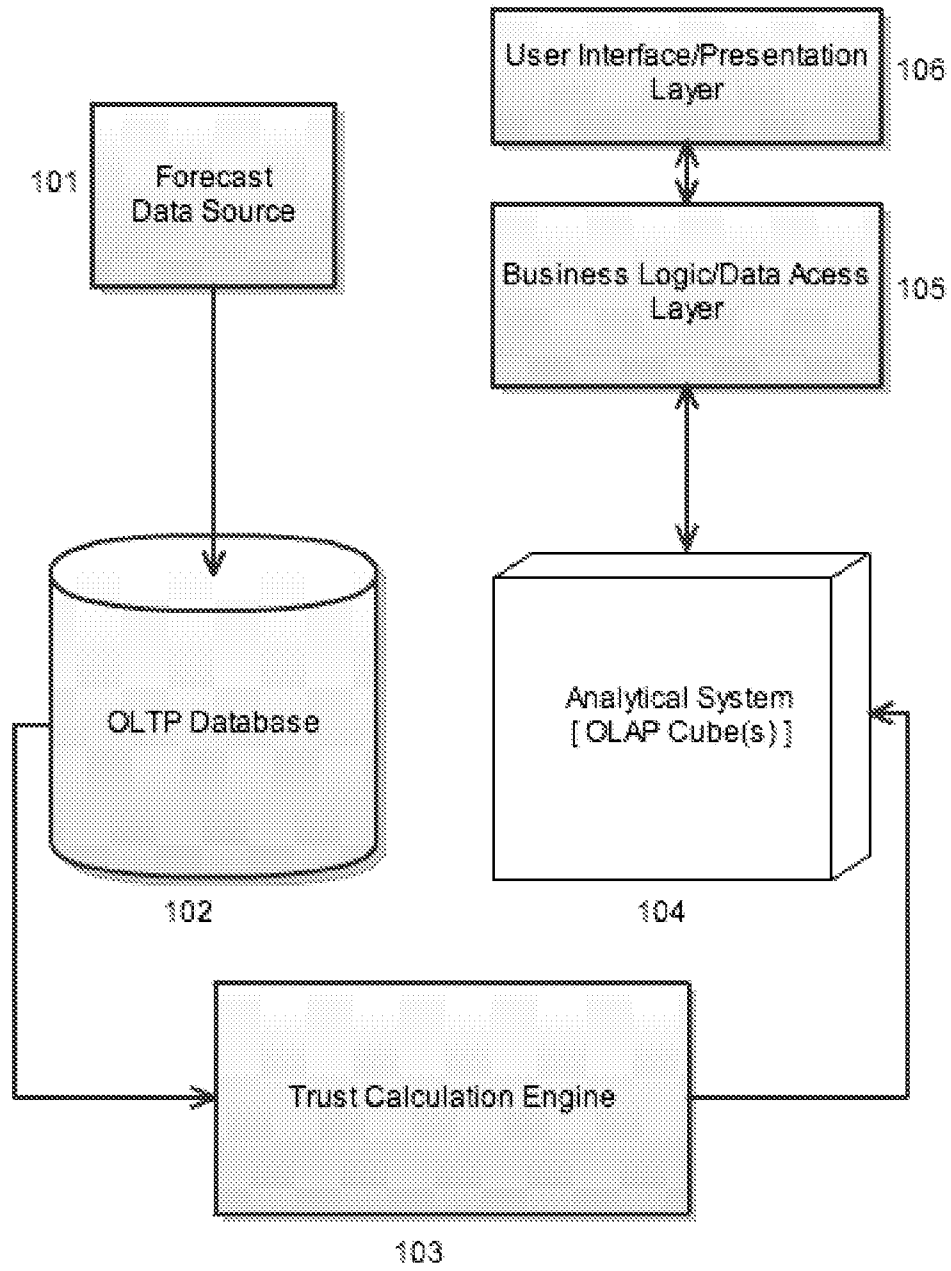 User Interface/Presentation
Layer
106
101
Forecast
Data Source
Business Logic/Data Acess
Layer
105
OLTP Database
Analytical System
[ OLAP Cube(s) ]
102
104
Trust Calculation Engine
103